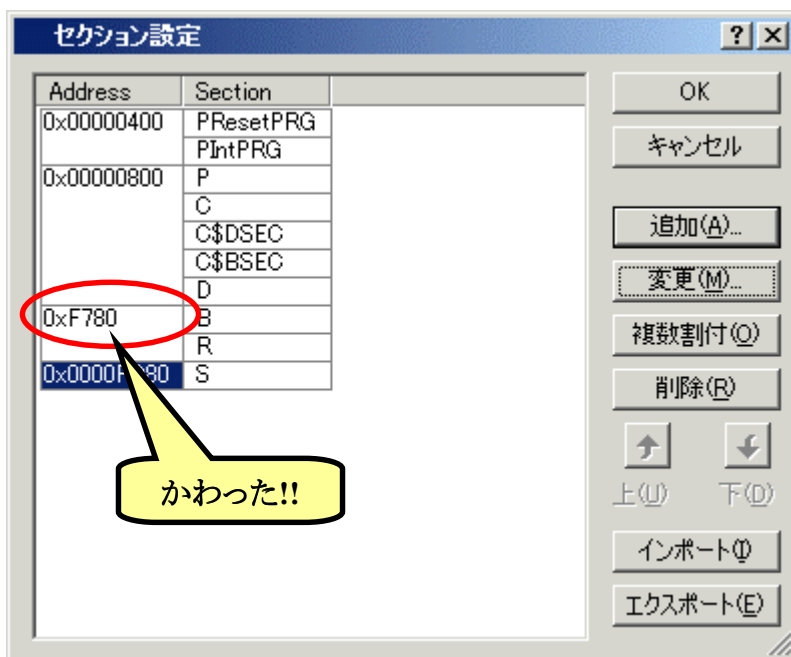 セクション設定
Address Section
0x00000400 PResetPRG
PIntPRG
0x00000800 P
C
C$DSEC
C$BSEC
D
0xF780 B
R
S
かわった!!
OK
キャンセル
追加(A)...
変更(M)...
複数割付(O)
削除(R)
上(U) 下(D)
インポート(I)
エクスポート(E)